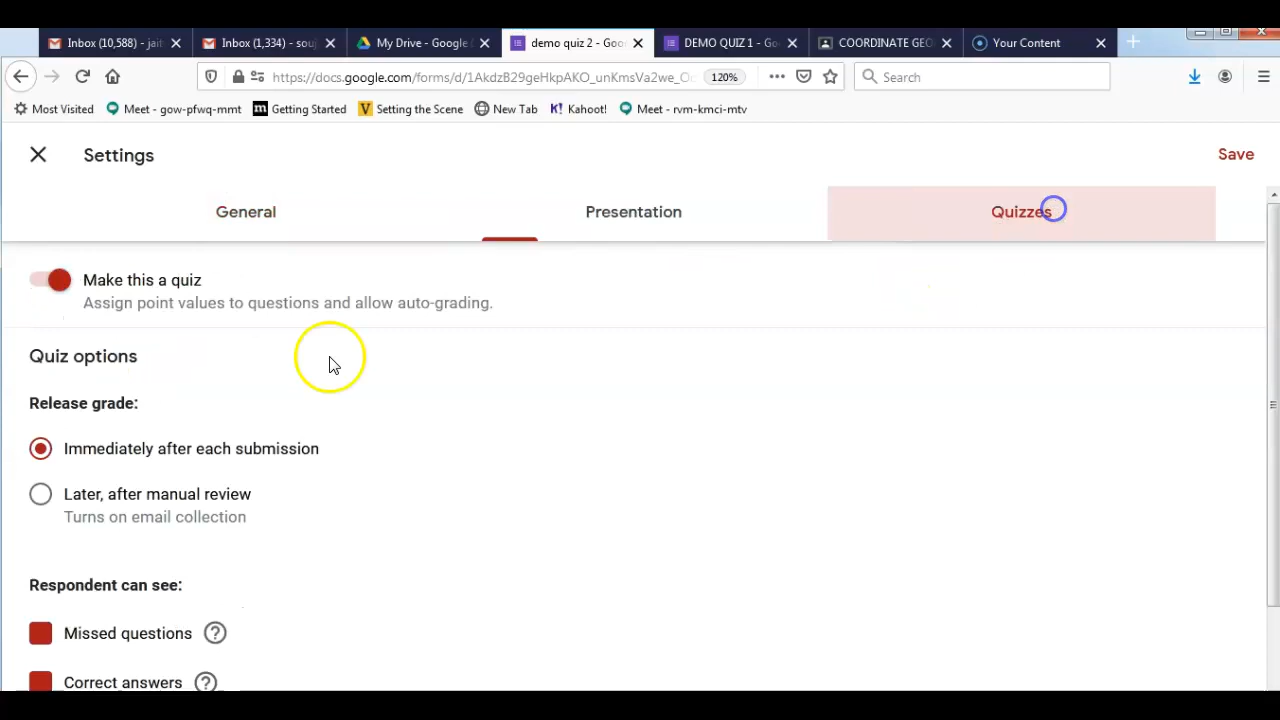 Inbox (10,588) - jait
Inbox (1,334) - souj
My Drive - Google
demo quiz 2 - Goo
DEMO QUIZ 1 - Go
COORDINATE GEO
Your Content
https://docs.google.com/forms/d/1AkdzB29geHkpAKO_unKmsVa2we_Oc
120%
Search
Most Visited
Meet - gow-pfwq-mmt
Getting Started
Setting the Scene
New Tab
Kahoot!
Meet - rvm-kmci-mtv
Settings
Save
General
Presentation
Quizzes
Make this a quiz
Assign point values to questions and allow auto-grading.
Quiz options
Release grade:
Immediately after each submission
Later, after manual review
Turns on email collection
Respondent can see:
Missed questions
Correct answers